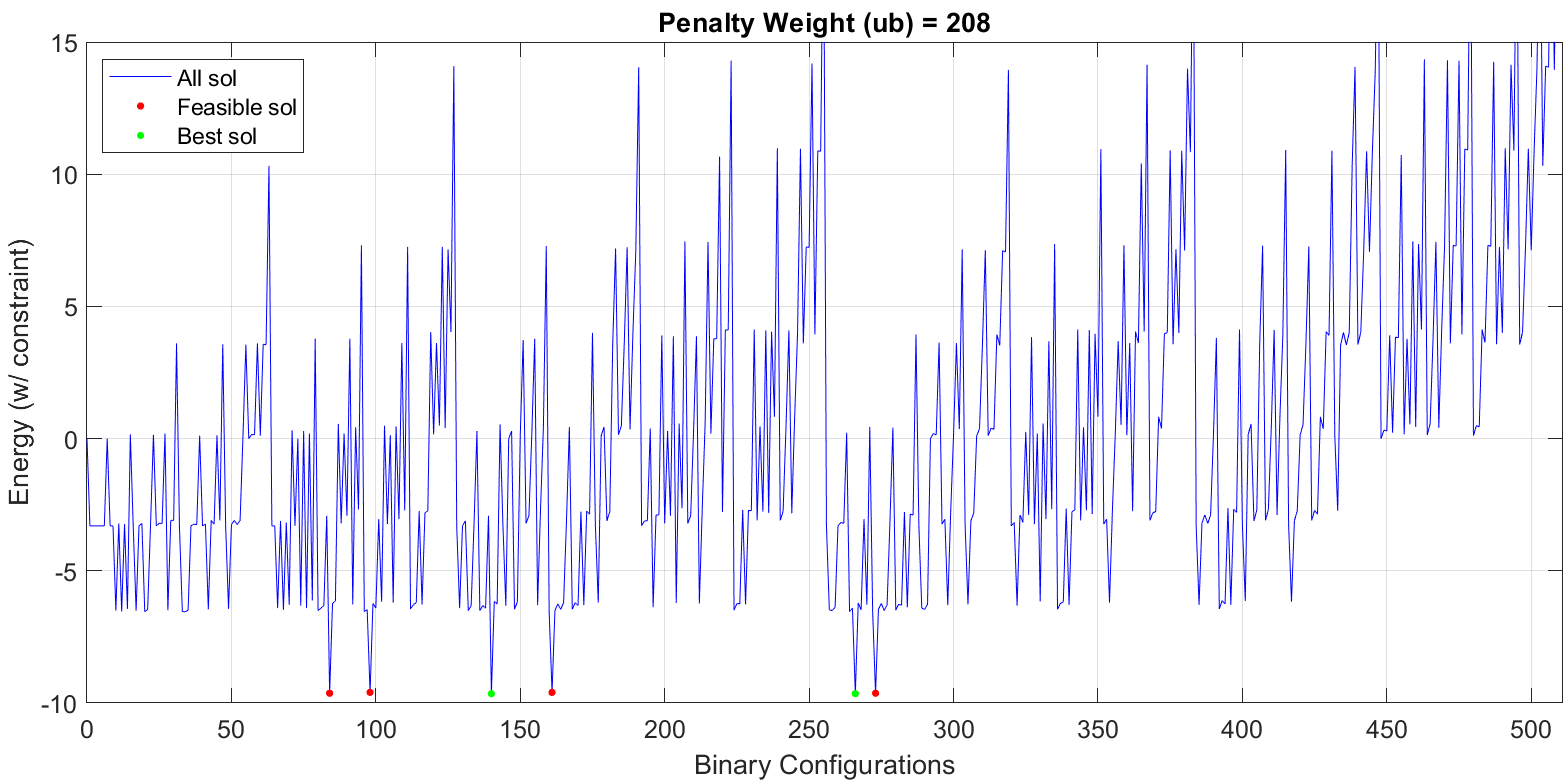 Penalty Weight (ub) = 208
15
All sol
Feasible sol
Best sol
10
5
0
-5
-10
Energy (w/ constraint)
0 50 100 150 200 250 300 350 400 450 500
Binary Configurations